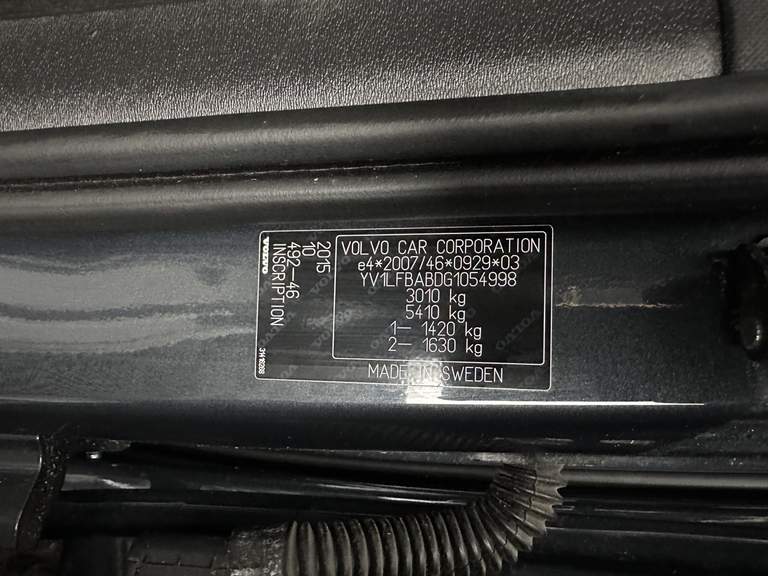 VOLVO CAR CORPORATION
e4*2007/46*0929*03
YV1LFBABDG1054998
3010 kg
5410 kg
1- 1420 kg
2- 1630 kg
MADE IN SWEDEN
2015
10
492-46
INSCRIPTION
VOLVO